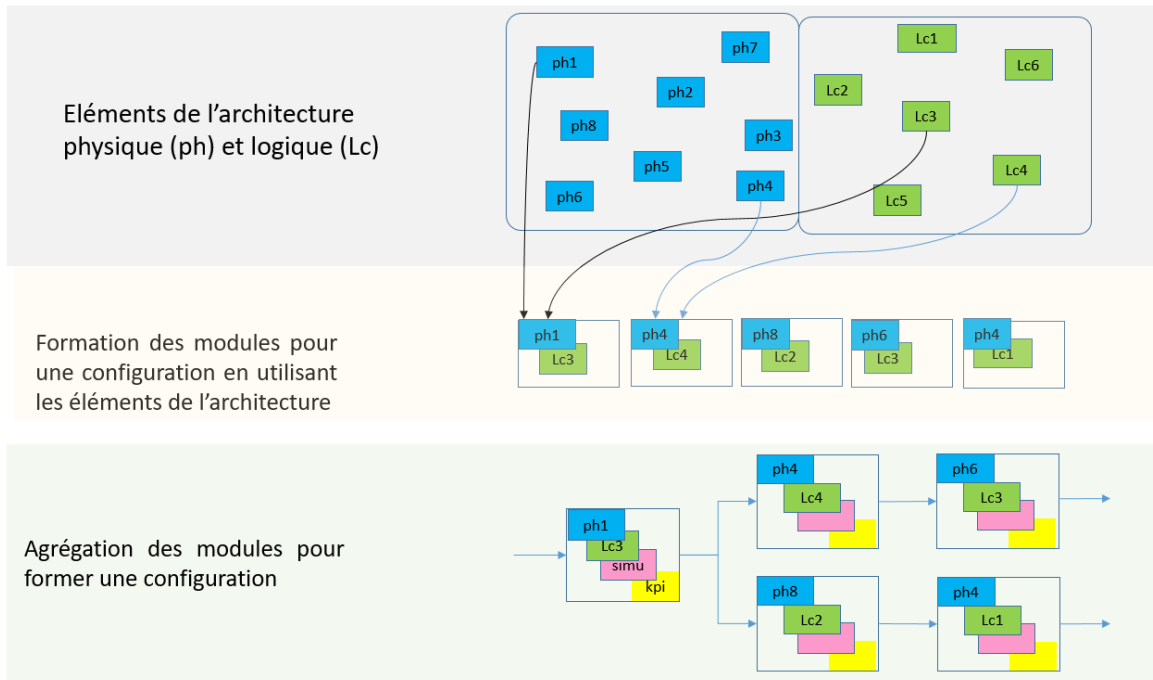 Eléments de l’architecture
physique (ph) et logique (Lc)
ph1
ph7
ph2
ph8
ph3
ph5
ph4
ph6
Lc1
Lc6
Lc2
Lc3
Lc4
Lc5
Formation des modules pour
une configuration en utilisant
les éléments de l’architecture
ph1
Lc3
ph4
Lc4
ph8
Lc2
ph6
Lc3
ph4
Lc1
Agrégation des modules pour
former une configuration
ph1
Lc3
simu
kpi
ph4
Lc4
ph6
Lc3
ph8
Lc2
ph4
Lc1